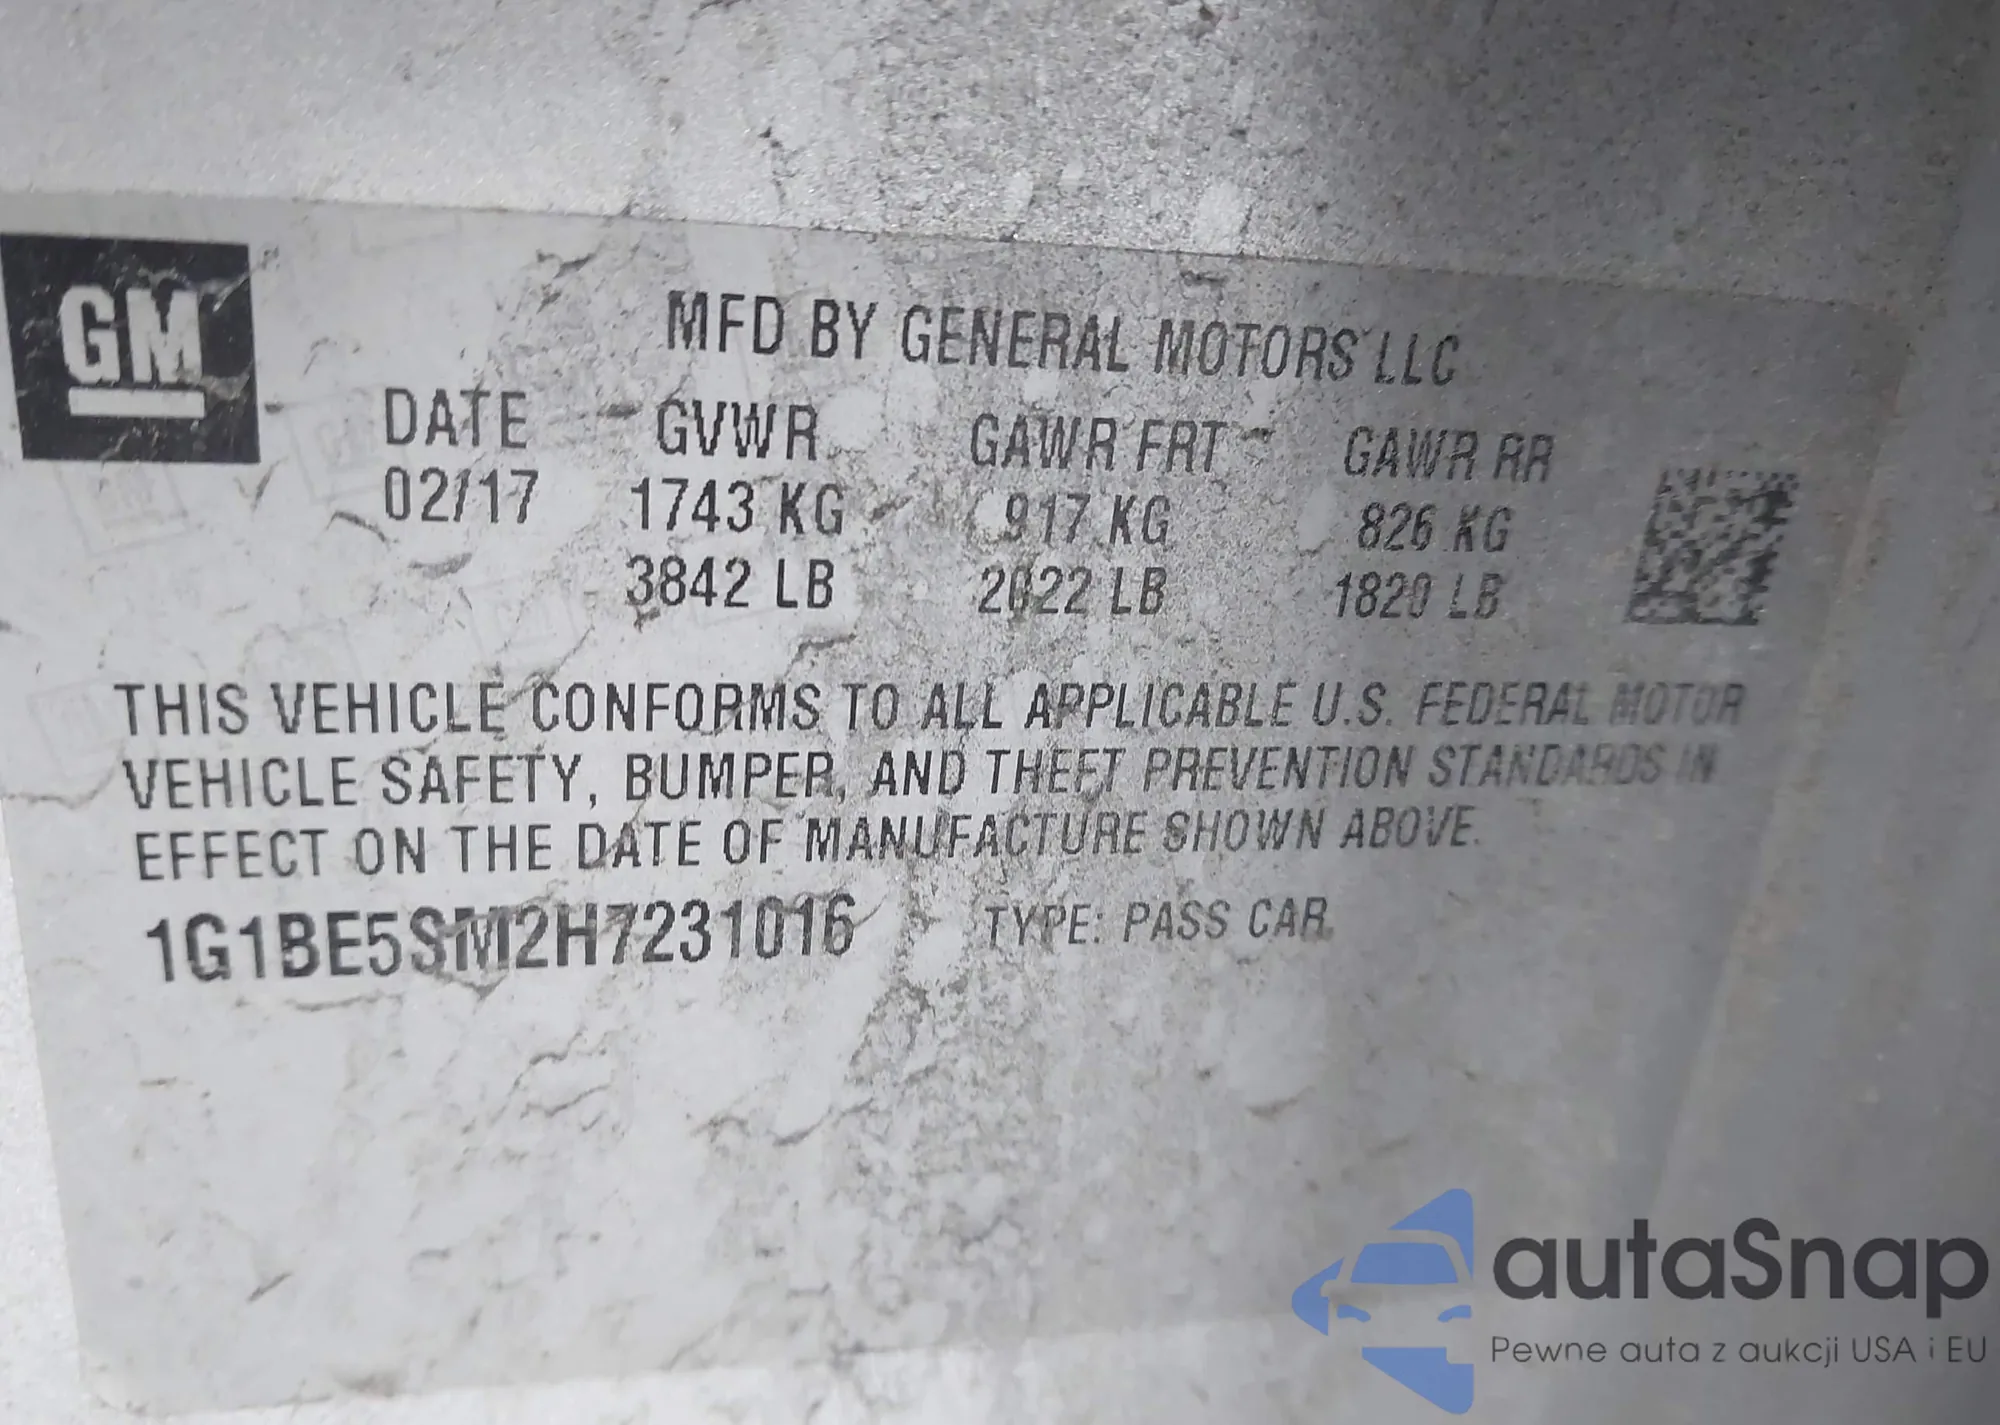 GM
MFD BY GENERAL MOTORS LLC
DATE GVWR GAWR FRT GAWR RR
02/17 1743 KG 917 KG 826 KG
3842 LB 2022 LB 1820 LB
THIS VEHICLE CONFORMS TO ALL APPLICABLE U.S. FEDERAL MOTOR
VEHICLE SAFETY, BUMPER, AND THEFT PREVENTION STANDARDS IN
EFFECT ON THE DATE OF MANUFACTURE SHOWN ABOVE.
1G1BE5SM2H7231016 TYPE: PASS CAR
autaSnap
Pewne auta z aukcji USA i EU